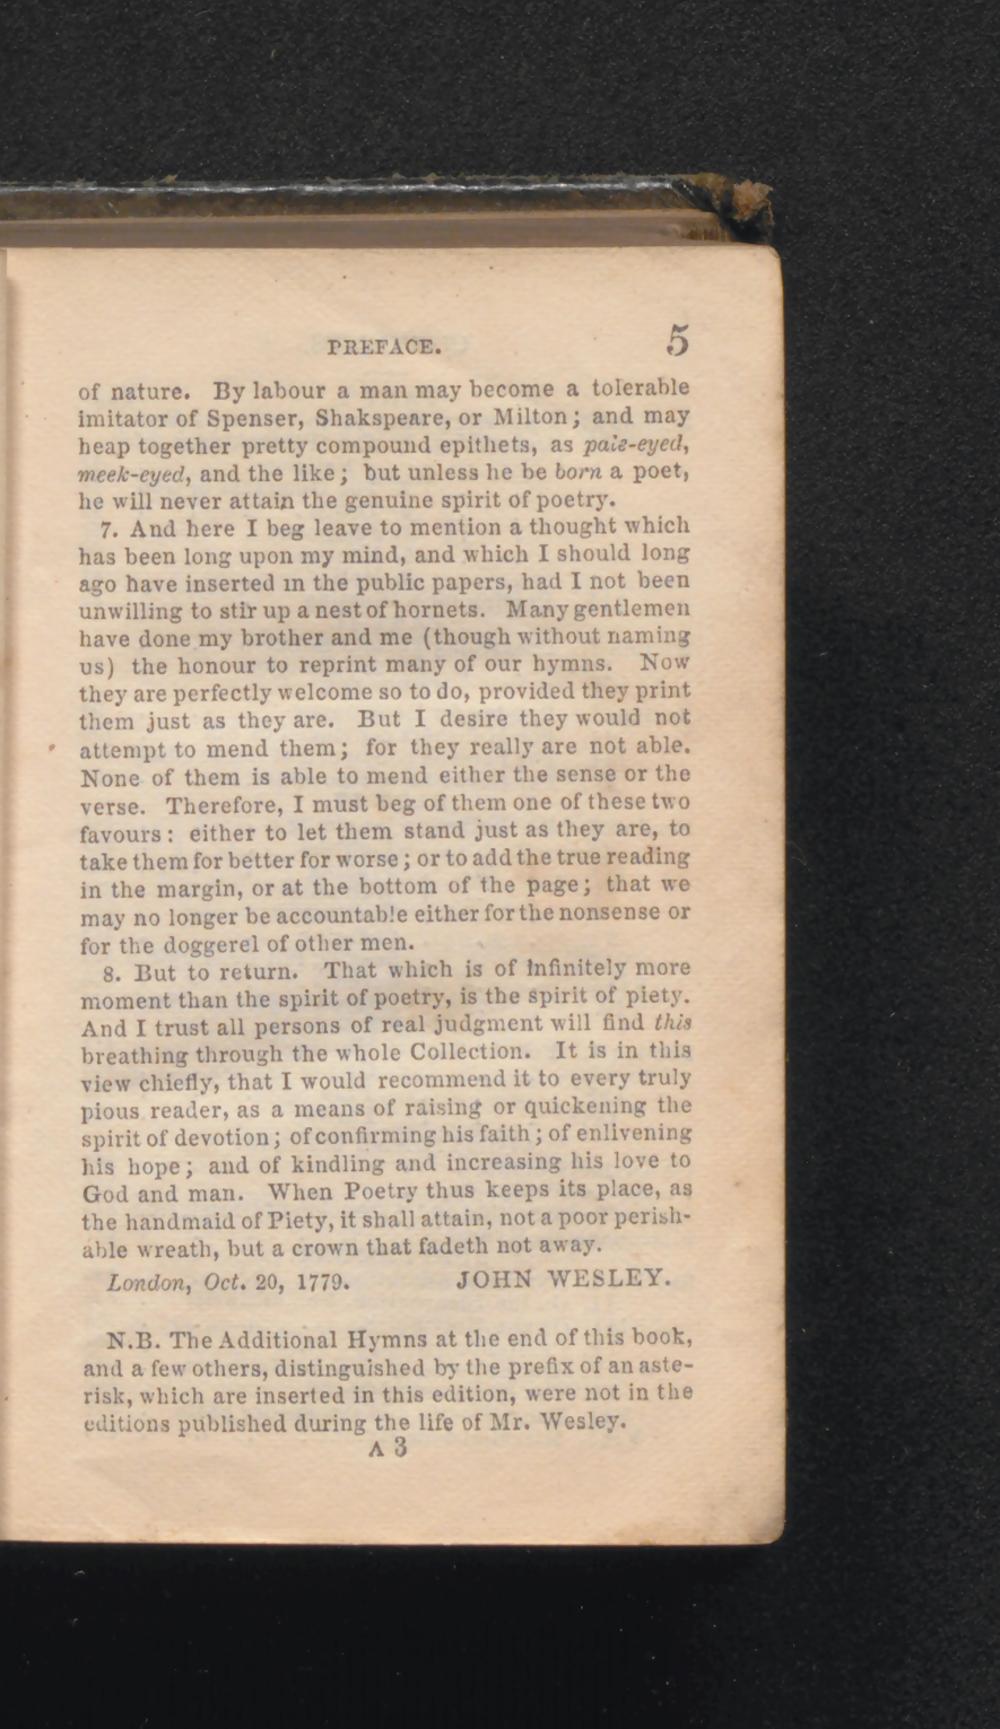 PREFACE. 5
of nature. By labour a man may become a tolerable
imitator of Spenser, Shakspeare, or Milton; and may
heap together pretty compound epithets, as pale-eyed,
meek-eyed, and the like; but unless he be born a poet,
he will never attain the genuine spirit of poetry.
7. And here I beg leave to mention a thought which
has been long upon my mind, and which I should long
ago have inserted in the public papers, had I not been
unwilling to stir up a nest of hornets. Many gentlemen
have done my brother and me (though without naming
us) the honour to reprint many of our hymns. Now
they are perfectly welcome so to do, provided they print
them just as they are. But I desire they would not
attempt to mend them; for they really are not able.
None of them is able to mend either the sense or the
verse. Therefore, I must beg of them one of these two
favours: either to let them stand just as they are, to
take them for better for worse; or to add the true reading
in the margin, or at the bottom of the page; that we
may no longer be accountable either for the nonsense or
for the doggerel of other men.
8. But to return. That which is of infinitely more
moment than the spirit of poetry, is the spirit of piety.
And I trust all persons of real judgment will find this
breathing through the whole Collection. It is in this
view chiefly, that I would recommend it to every truly
pious reader, as a means of raising or quickening the
spirit of devotion; of confirming his faith; of enlivening
his hope; and of kindling and increasing his love to
God and man. When Poetry thus keeps its place, as
the handmaid of Piety, it shall attain, not a poor perish-
able wreath, but a crown that fadeth not away.
London, Oct. 20, 1779. JOHN WESLEY.
N.B. The Additional Hymns at the end of this book,
and a few others, distinguished by the prefix of an aste-
risk, which are inserted in this edition, were not in the
editions published during the life of Mr. Wesley.
A 3